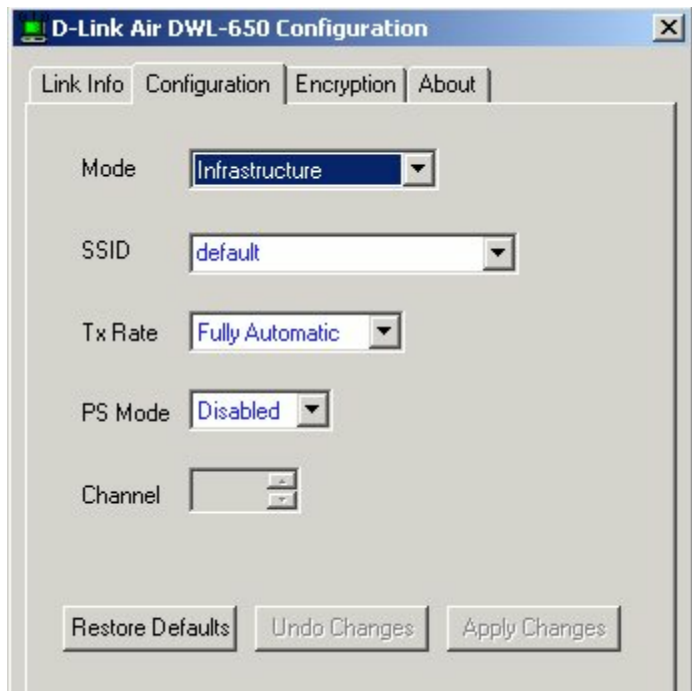 D-Link Air DWL-650 Configuration
Link Info Configuration Encryption About
Mode Infrastructure
SSID default
Tx Rate Fully Automatic
PS Mode Disabled
Channel
Restore Defaults Undo Changes Apply Changes